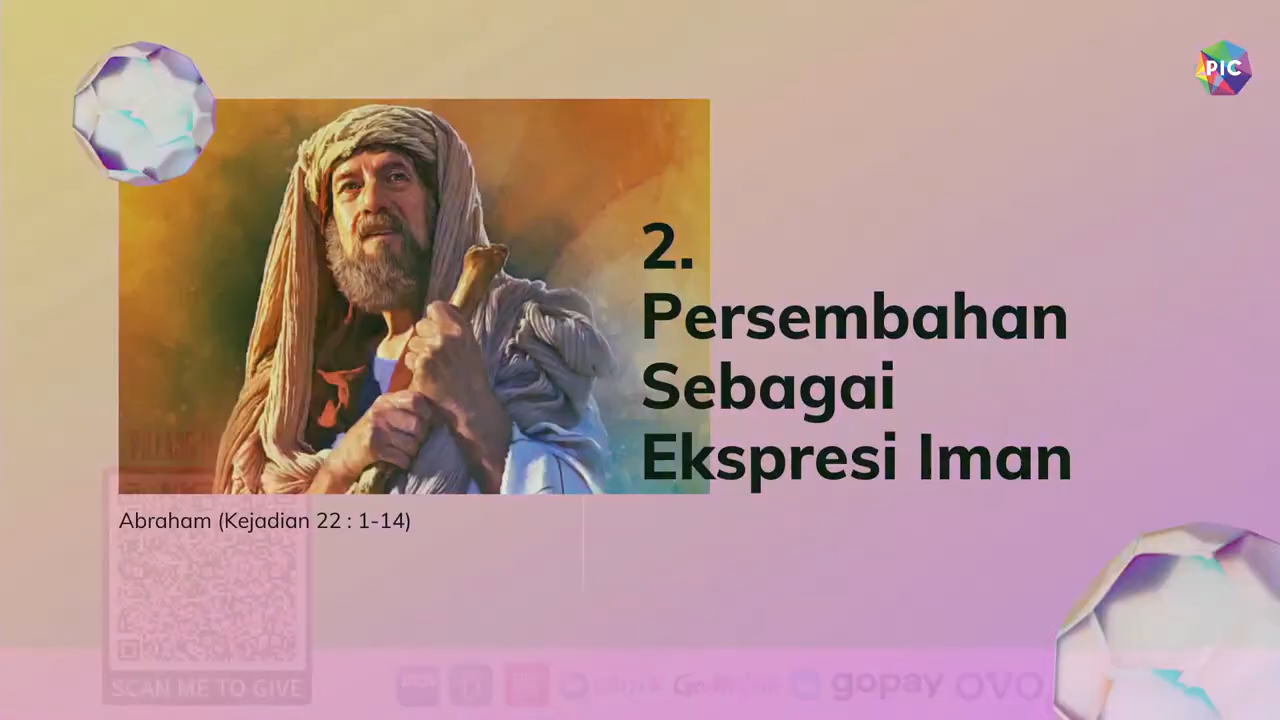 PIC
2.
Persembahan
Sebagai
Ekspresi Iman
Abraham (Kejadian 22 : 1-14)
SCAN ME TO GIVE
gopay OVO